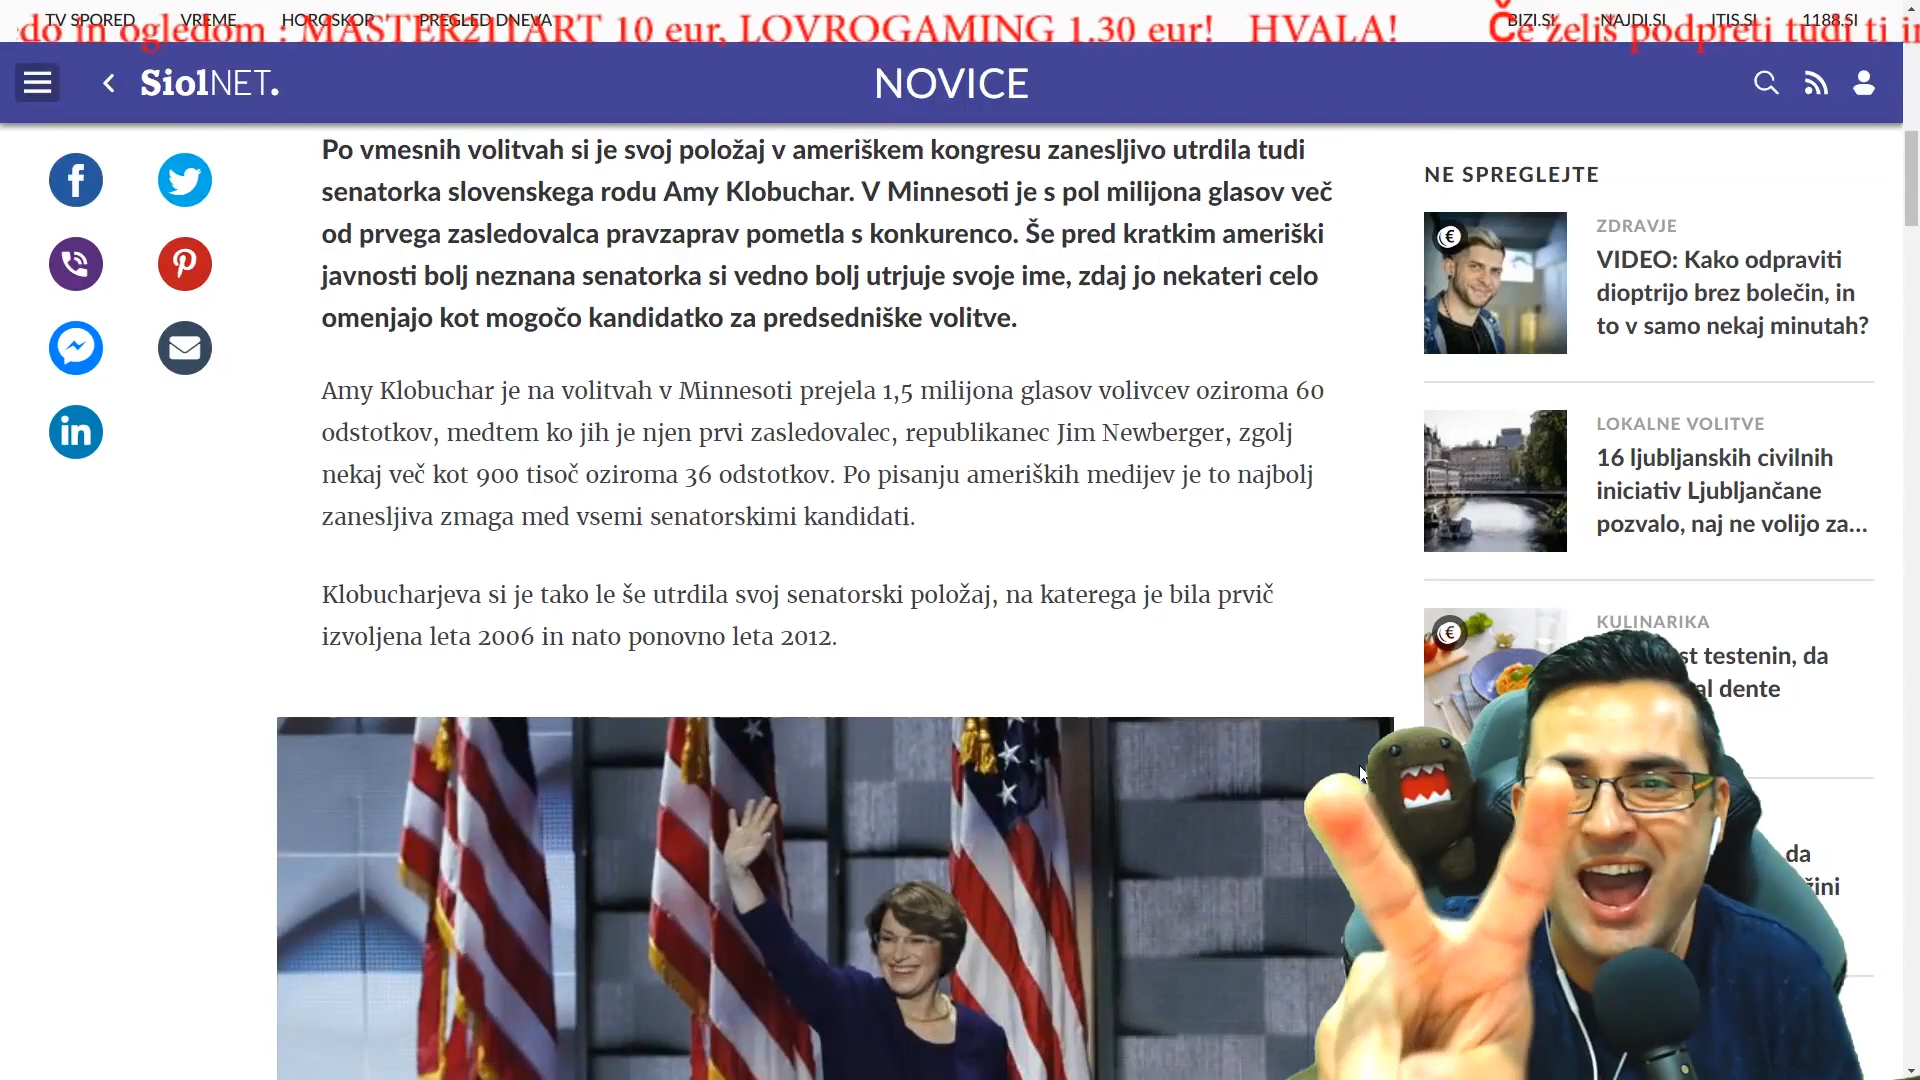 TV SPORED VREME HOROSKOP PREGLED DNEVA BIZI.SI NAJDI.SI ITIS.SI 1188.SI
do in ogledom : MASTER211ART 10 eur, LOVROGAMING 1.30 eur! HVALA! Če želiš podpreti tudi ti in
SiolNET. NOVICE
Po vmesnih volitvah si je svoj položaj v ameriškem kongresu zanesljivo utrdila tudi
senatorka slovenskega rodu Amy Klobuchar. V Minnesoti je s pol milijona glasov več
od prvega zasledovalca pravzaprav pometla s konkurenco. Še pred kratkim ameriški
javnosti bolj neznana senatorka si vedno bolj utrjuje svoje ime, zdaj jo nekateri celo
omenjajo kot mogočo kandidatko za predsedniške volitve.
Amy Klobuchar je na volitvah v Minnesoti prejela 1,5 milijona glasov volivcev oziroma 60
odstotkov, medtem ko jih je njen prvi zasledovalec, republikanec Jim Newberger, zgolj
nekaj več kot 900 tisoč oziroma 36 odstotkov. Po pisanju ameriških medijev je to najbolj
zanesljiva zmaga med vsemi senatorskimi kandidati.
Klobucharjeva si je tako le še utrdila svoj senatorski položaj, na katerega je bila prvič
izvoljena leta 2006 in nato ponovno leta 2012.
NE SPREGLEJTE
ZDRAVJE
VIDEO: Kako odpraviti
dioptrijo brez bolečin, in
to v samo nekaj minutah?
LOKALNE VOLITVE
16 ljubljanskih civilnih
iniciativ Ljubljančane
pozvalo, naj ne volijo za...
KULINARIKA
st testenin, da
al dente
da